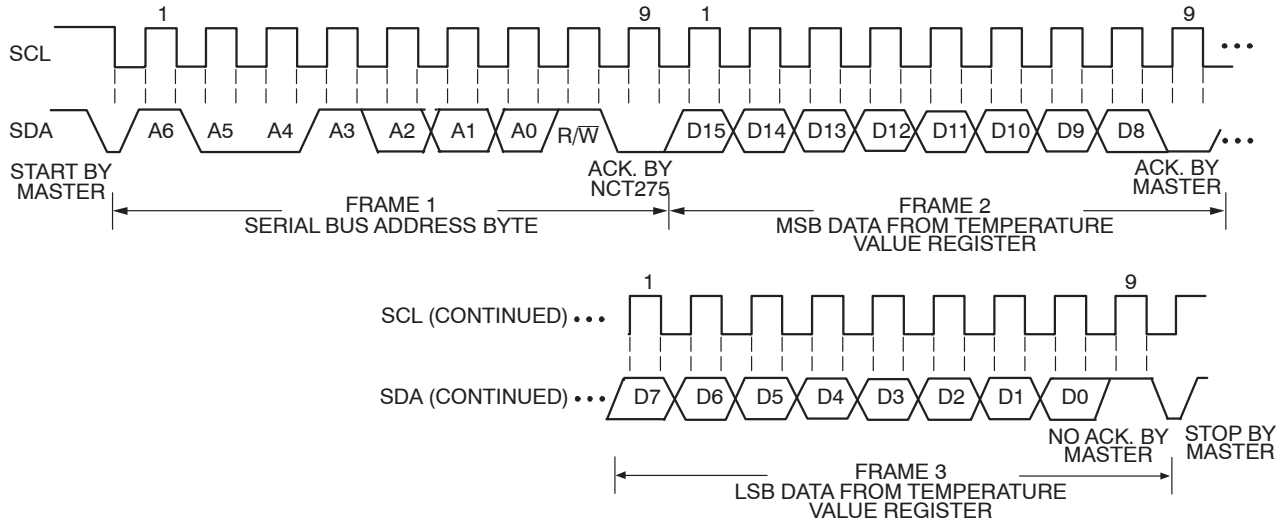 1 9 1 9
SCL
SDA A6 A5 A4 A3 A2 A1 A0 R/W̅ D15 D14 D13 D12 D11 D10 D9 D8
START BY
MASTER
ACK. BY
NCT275
ACK. BY
MASTER
FRAME 1
SERIAL BUS ADDRESS BYTE
FRAME 2
MSB DATA FROM TEMPERATURE
VALUE REGISTER
1 9
SCL (CONTINUED)
SDA (CONTINUED) D7 D6 D5 D4 D3 D2 D1 D0
NO ACK. BY
MASTER
STOP BY
MASTER
FRAME 3
LSB DATA FROM TEMPERATURE
VALUE REGISTER